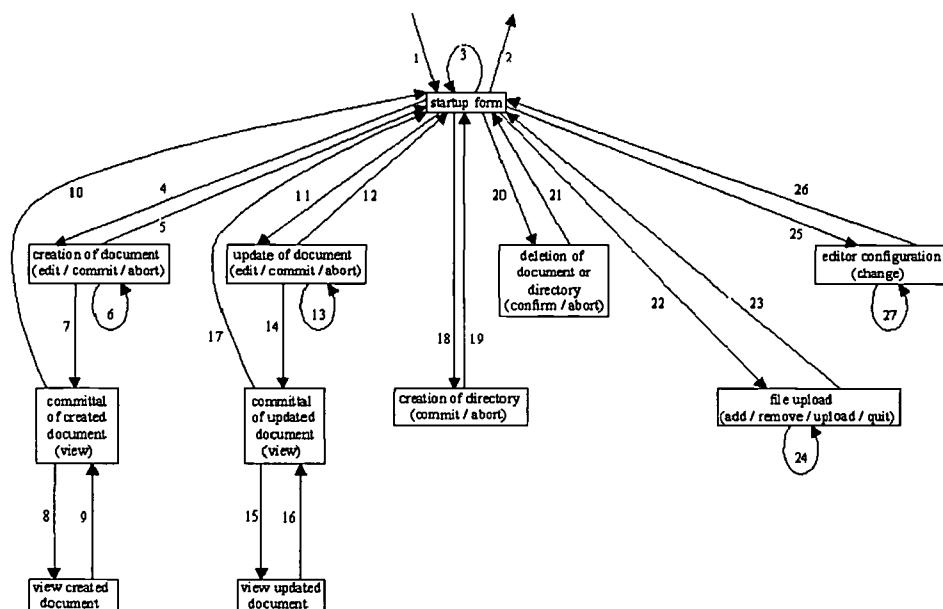 1
3
2
startup form
10
4
5
11
12
20
21
26
25
creation of document
(edit / commit / abort)
update of document
(edit / commit / abort)
deletion of
document or
directory
(confirm / abort)
editor configuration
(change)
22
23
7
6
17
14
13
18
19
27
committal
of created
document
(view)
committal
of updated
document
(view)
creation of directory
(commit / abort)
file upload
(add / remove / upload / quit)
24
8
9
15
16
view created
document
view updated
document